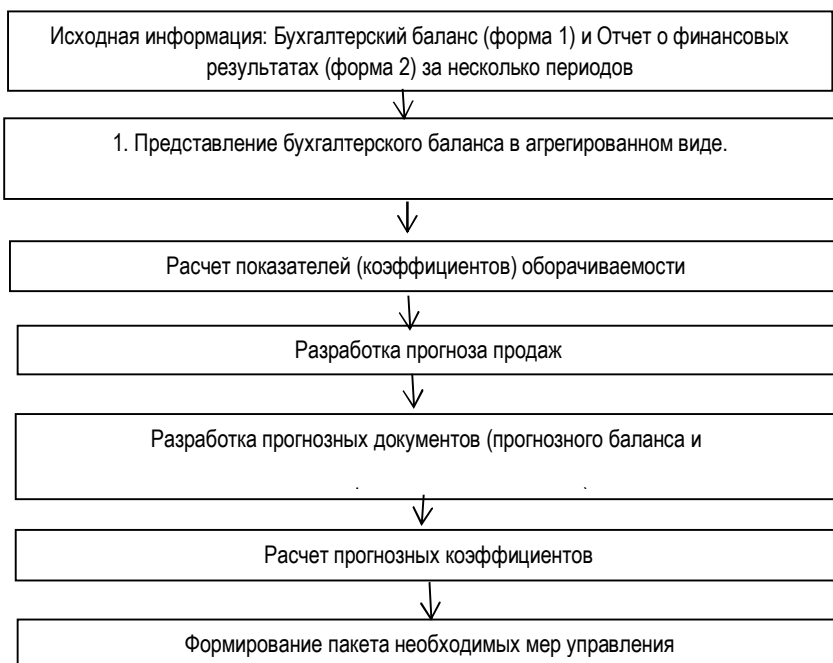 Исходная информация: Бухгалтерский баланс (форма 1) и Отчет о финансовых
результатах (форма 2) за несколько периодов
1. Представление бухгалтерского баланса в агрегированном виде.
Расчет показателей (коэффициентов) оборачиваемости
Разработка прогноза продаж
Разработка прогнозных документов (прогнозного баланса и
Расчет прогнозных коэффициентов
Формирование пакета необходимых мер управления